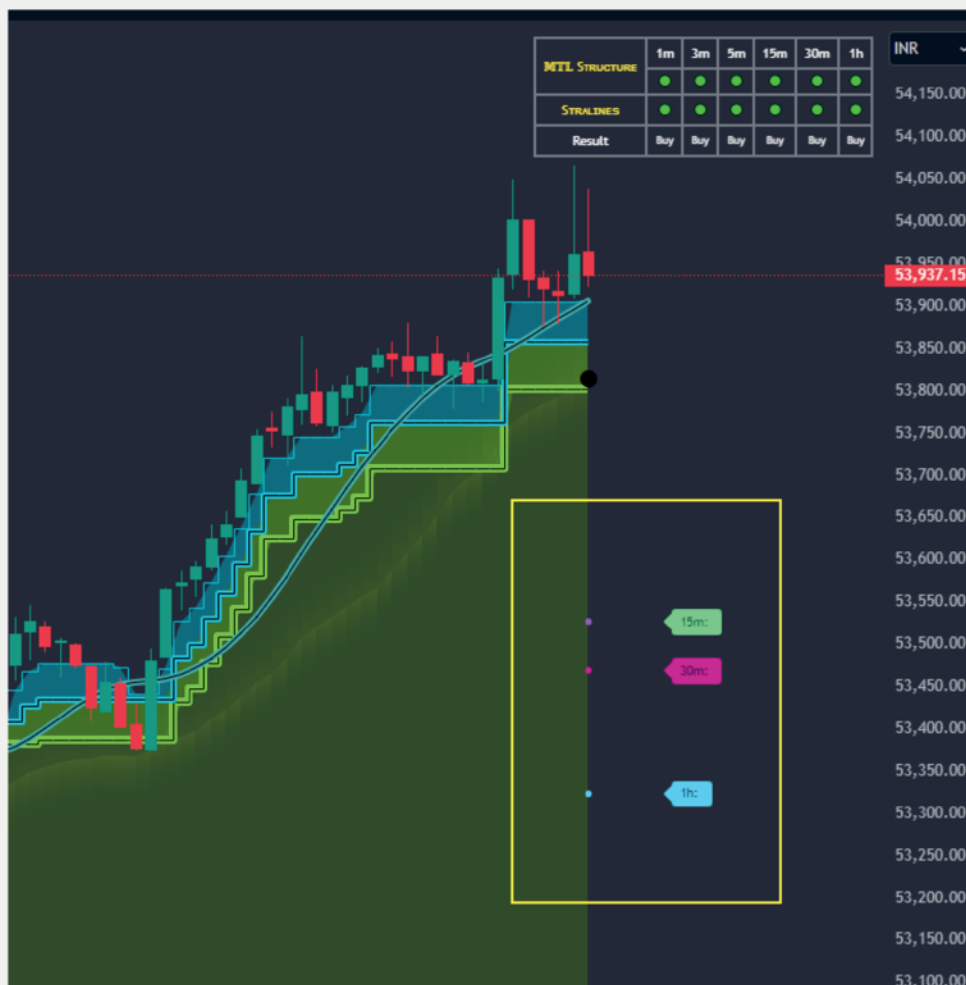 INR
1m 3m 5m 15m 30m 1h
MTL STRUCTURE
STRALINES
Result Buy Buy Buy Buy Buy Buy
54,150.00
54,100.00
54,050.00
54,000.00
53,950.00
53,937.15
53,900.00
53,850.00
53,800.00
53,750.00
53,700.00
53,650.00
53,600.00
53,550.00
15m:
53,500.00
30m:
53,450.00
53,400.00
53,350.00
1h:
53,300.00
53,250.00
53,200.00
53,150.00
53,100.00